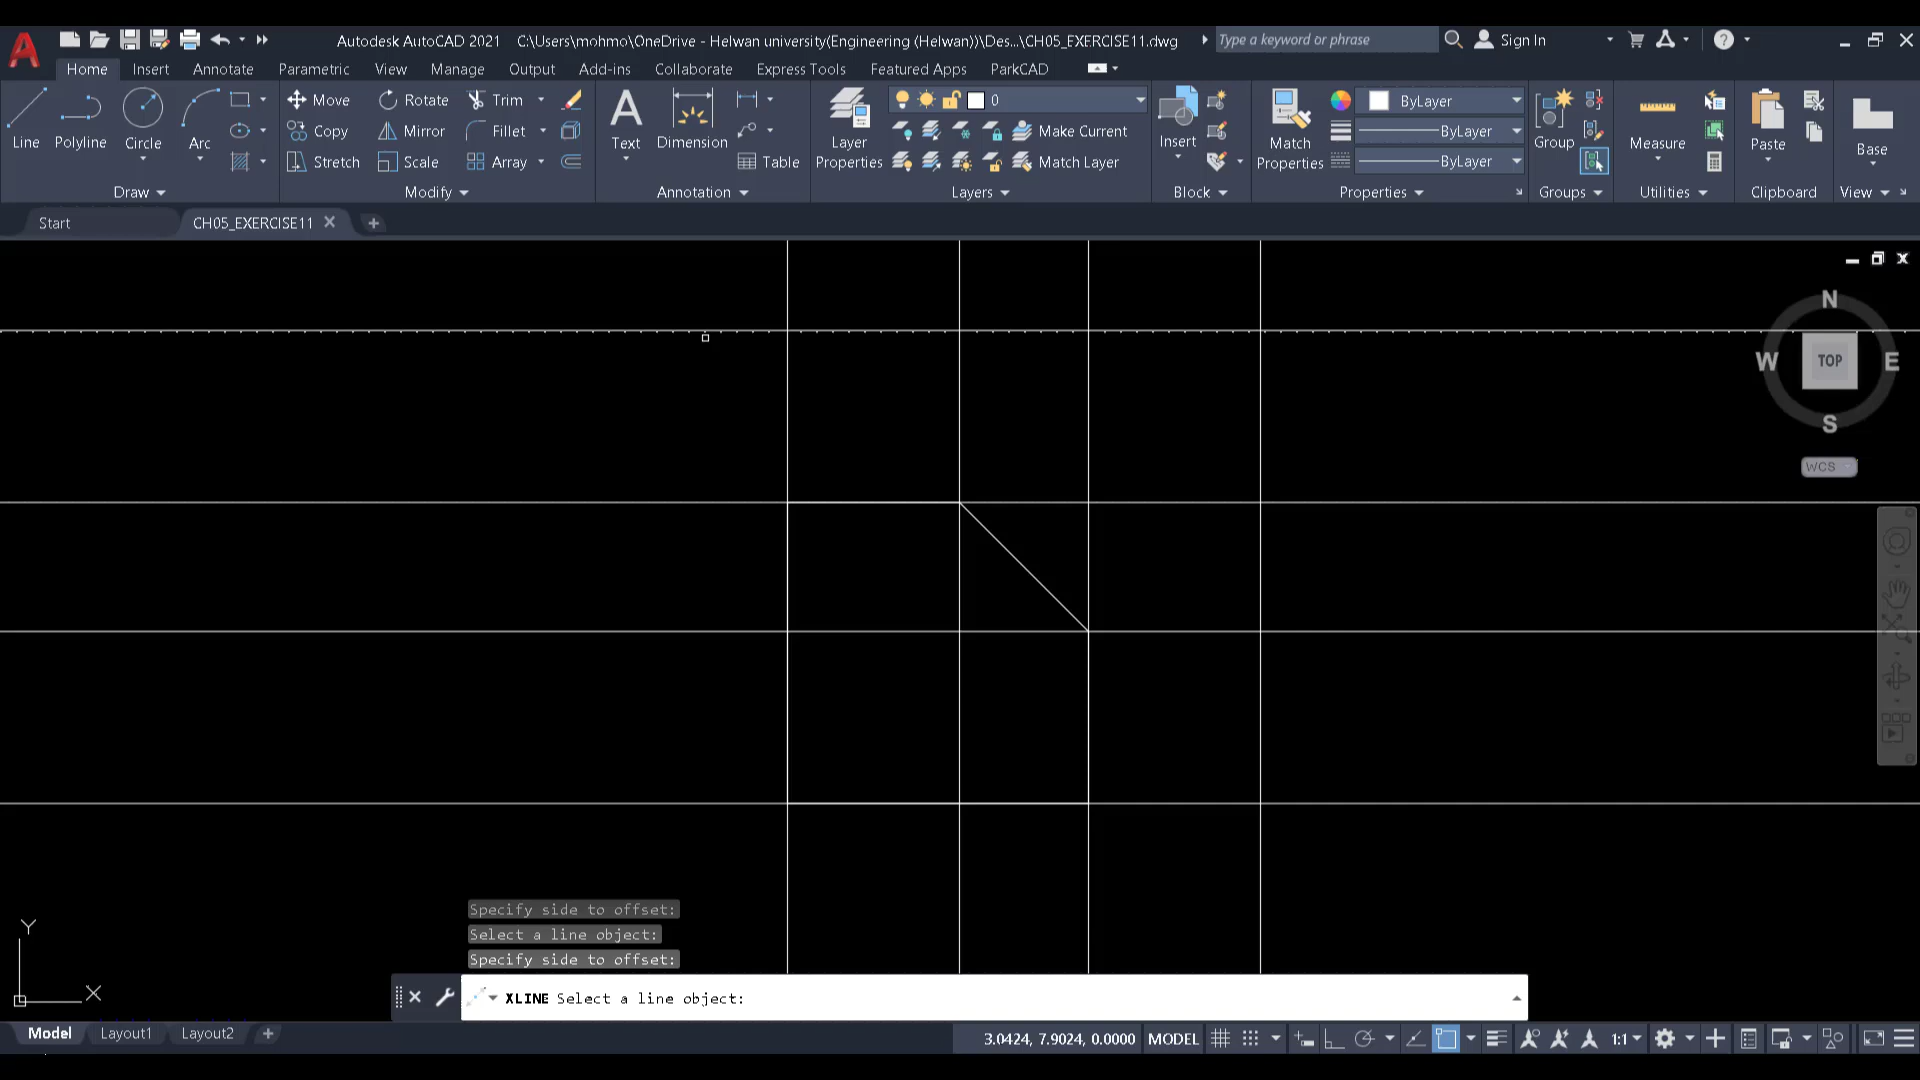 Autodesk AutoCAD 2021 C:\Users\mohmo\OneDrive - Helwan university(Engineering (Helwan))\Des...\CH05_EXERCISE11.dwg Type a keyword or phrase Sign In
Home Insert Annotate Parametric View Manage Output Add-ins Collaborate Express Tools Featured Apps ParkCAD
Line Polyline Circle Arc
Move Rotate Trim
Copy Mirror Fillet
Stretch Scale Array
Text Dimension Table
Layer Properties
0
Make Current
Match Layer
Insert
Match Properties
ByLayer
ByLayer
ByLayer
Group
Measure
Paste
Base
Draw Modify Annotation Layers Block Properties Groups Utilities Clipboard View
Start CH05_EXERCISE11
N
W TOP E
S
WCS
Specify side to offset:
Select a line object:
Specify side to offset:
Y
X
XLINE Select a line object:
Model Layout1 Layout2 3.0424, 7.9024, 0.0000 MODEL 1:1